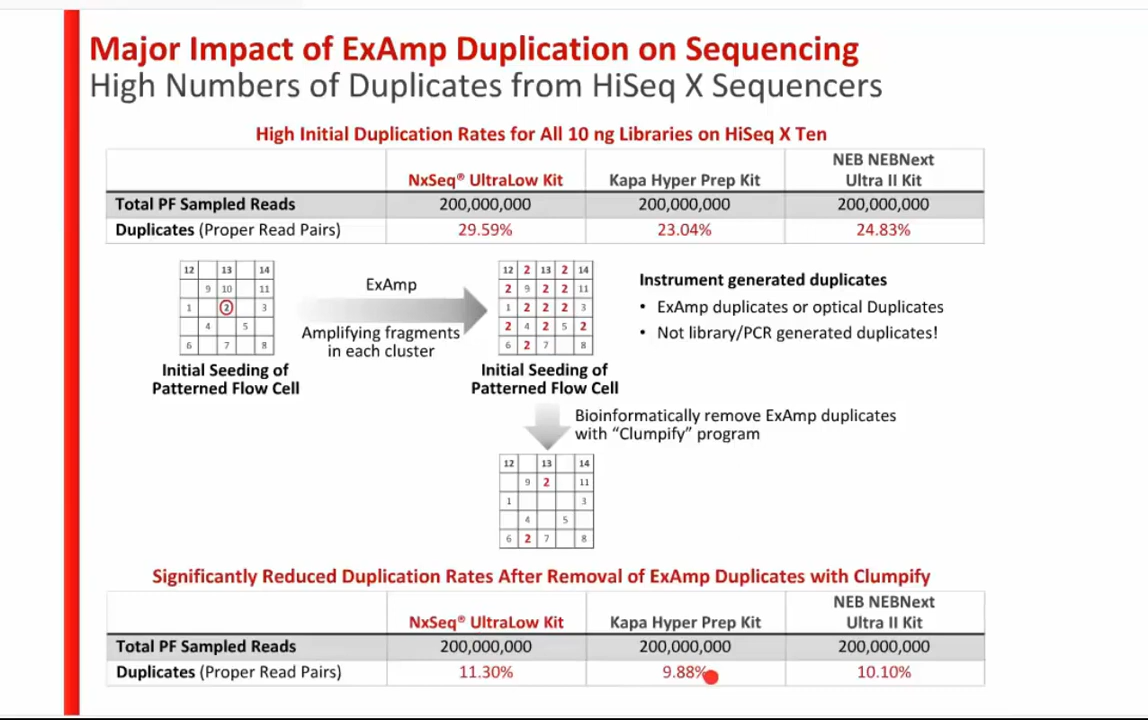 Major Impact of ExAmp Duplication on Sequencing
High Numbers of Duplicates from HiSeq X Sequencers
High Initial Duplication Rates for All 10 ng Libraries on HiSeq X Ten
NxSeq® UltraLow Kit Kapa Hyper Prep Kit NEB NEBNext Ultra II Kit
Total PF Sampled Reads 200,000,000 200,000,000 200,000,000
Duplicates (Proper Read Pairs) 29.59% 23.04% 24.83%
12 13 14
9 10 11
1 2 3
4 5
6 7 8
Initial Seeding of
Patterned Flow Cell
ExAmp
Amplifying fragments
in each cluster
12 2 13 2 14
2 9 2 2 11
1 2 2 2 3
2 4 2 5 2
6 2 7 8
Initial Seeding of
Patterned Flow Cell
Instrument generated duplicates
• ExAmp duplicates or optical Duplicates
• Not library/PCR generated duplicates!
Bioinformatically remove ExAmp duplicates
with “Clumpify” program
12 13 14
9 2 11
1 3
4 5
6 2 7 8
Significantly Reduced Duplication Rates After Removal of ExAmp Duplicates with Clumpify
NxSeq® UltraLow Kit Kapa Hyper Prep Kit NEB NEBNext Ultra II Kit
Total PF Sampled Reads 200,000,000 200,000,000 200,000,000
Duplicates (Proper Read Pairs) 11.30% 9.88% 10.10%